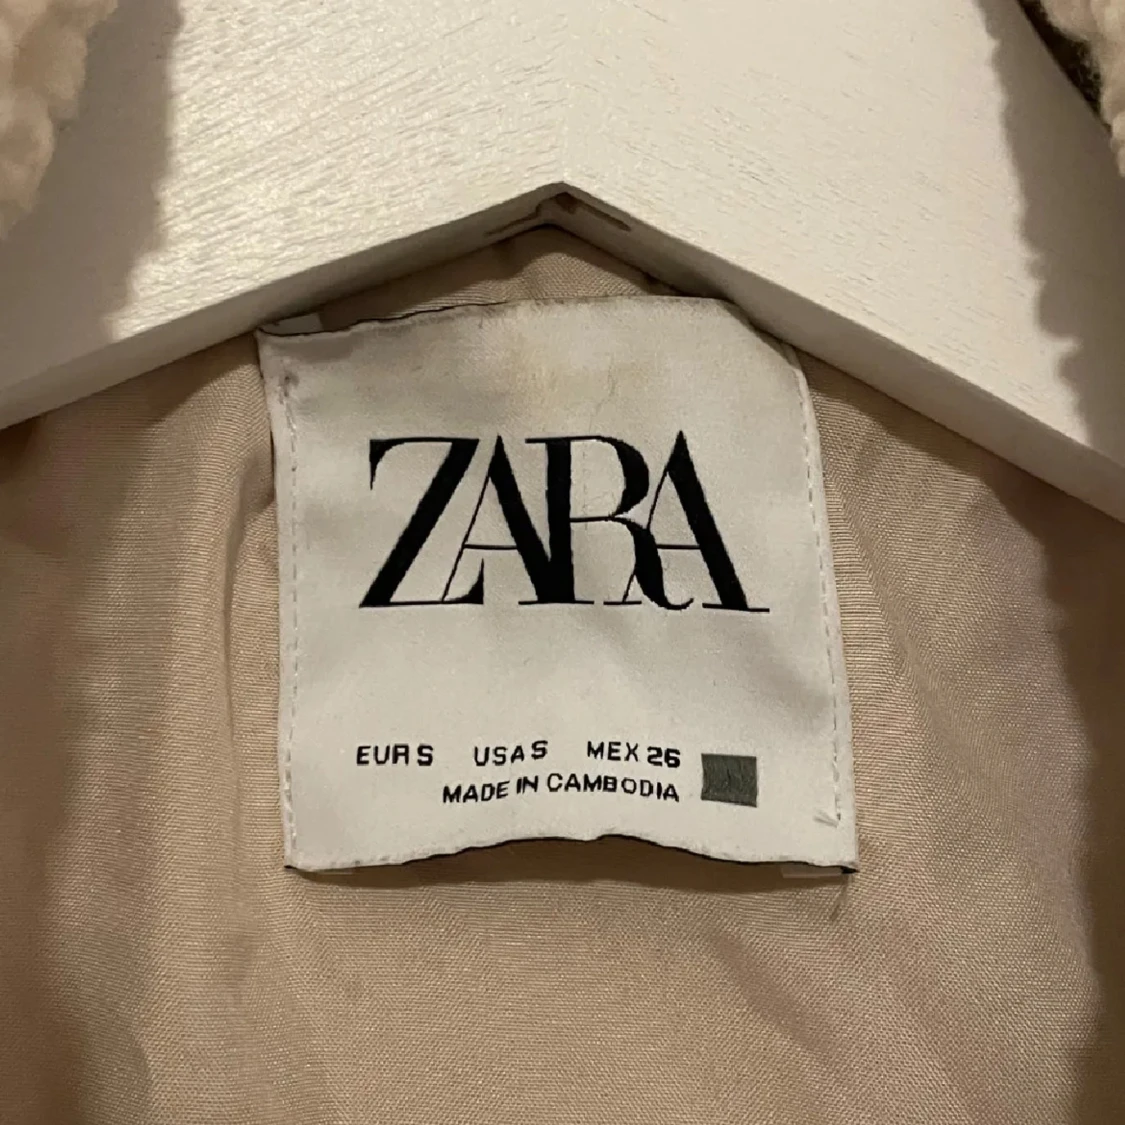 ZARA
EUR S USA S MEX 26
MADE IN CAMBODIA